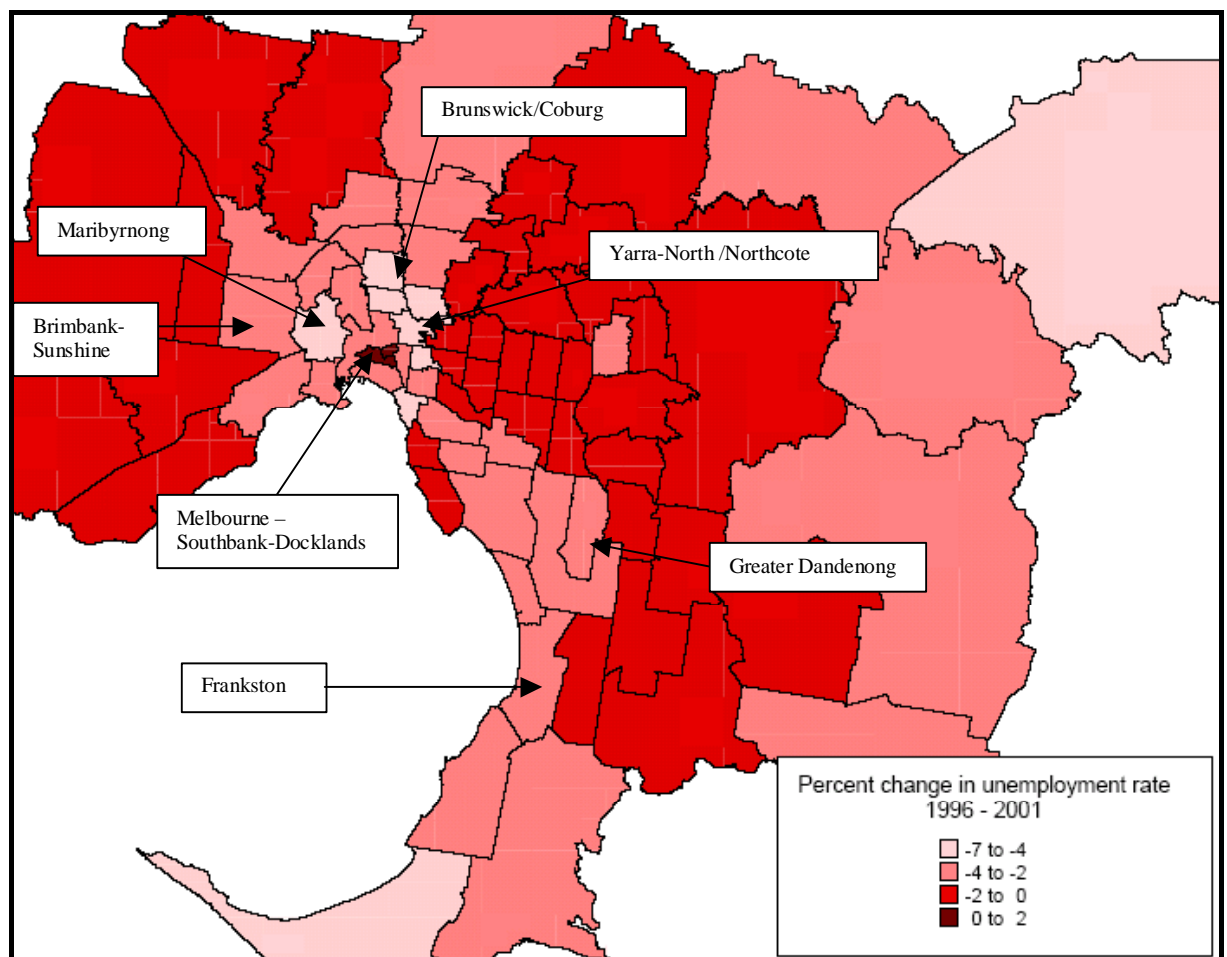 Brunswick/Coburg
Maribyrnong
Yarra-North /Northcote
Brimbank-
Sunshine
Melbourne –
Southbank-Docklands
Greater Dandenong
Frankston
Percent change in unemployment rate
1996 - 2001
-7 to -4
-4 to -2
-2 to 0
0 to 2